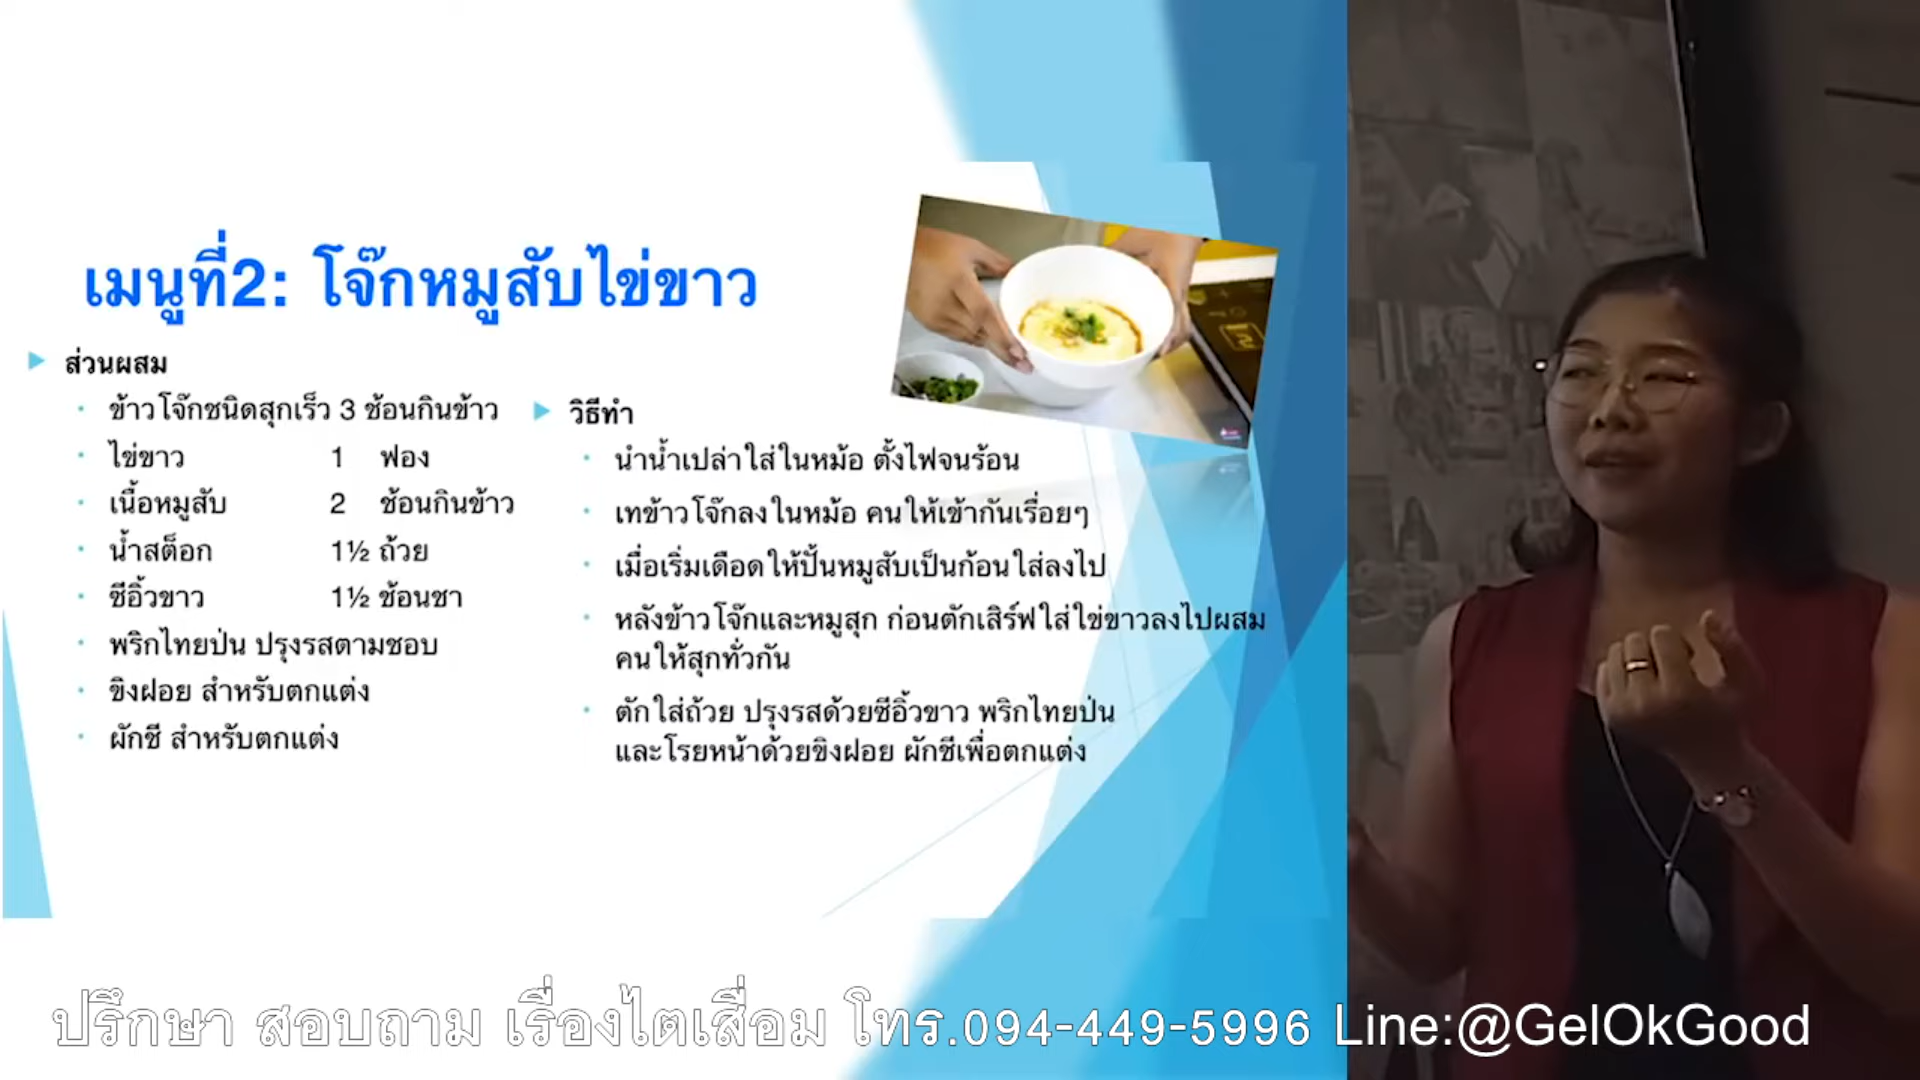 เมนูที่2: โจ๊กหมูสับไข่ขาว
ส่วนผสม
ข้าวโจ๊กชนิดสุกเร็ว 3 ช้อนกินข้าว
ไข่ขาว 1 ฟอง
เนื้อหมูสับ 2 ช้อนกินข้าว
น้ำสต็อก 1½ ถ้วย
ซีอิ้วขาว 1½ ช้อนชา
พริกไทยป่น ปรุงรสตามชอบ
ขิงฝอย สำหรับตกแต่ง
ผักชี สำหรับตกแต่ง
วิธีทำ
นำน้ำเปล่าใส่ในหม้อ ตั้งไฟจนร้อน
เทข้าวโจ๊กลงในหม้อ คนให้เข้ากันเรื่อยๆ
เมื่อเริ่มเดือดให้ปั้นหมูสับเป็นก้อนใส่ลงไป
หลังข้าวโจ๊กและหมูสุก ก่อนตักเสิร์ฟใส่ไข่ขาวลงไปผสม
คนให้สุกทั่วกัน
ตักใส่ถ้วย ปรุงรสด้วยซีอิ้วขาว พริกไทยป่น
และโรยหน้าด้วยขิงฝอย ผักชีเพื่อตกแต่ง
ปรึกษา สอบถาม เรื่องไตเสื่อม โทร.094-449-5996 Line:@GelOkGood